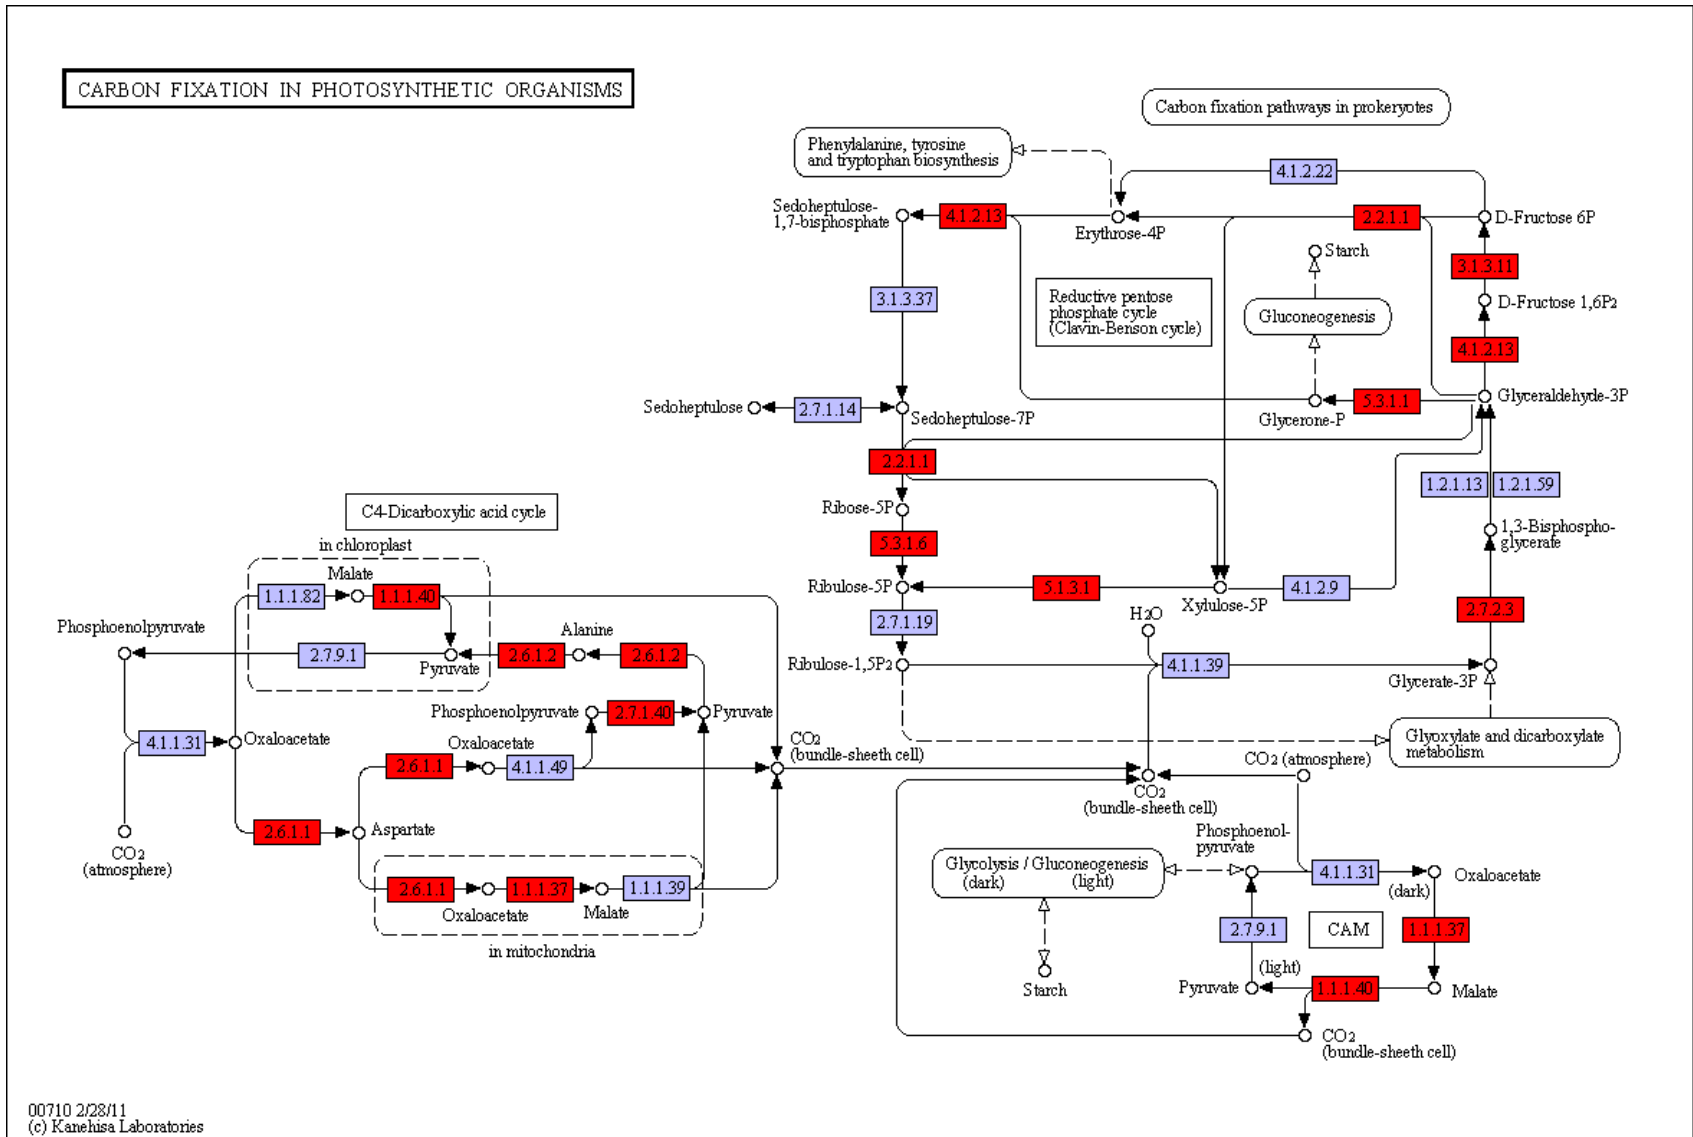 CARBON FIXATION IN PHOTOSYNTHETIC ORGANISMS
Carbon fixation pathways in prokeryotes
Phenylalanine, tyrosine
and tryptophan biosynthesis
4.1.2.22
Sedoheptulose-
1,7-bisphosphate
4.1.2.13
Erythrose-4P
2.2.1.1
D-Fructose 6P
Starch
3.1.3.11
3.1.3.37
Reductive pentose
phosphate cycle
(Clavin-Benson cycle)
Gluconeogenesis
D-Fructose 1,6P2
4.1.2.13
Sedoheptulose
2.7.1.14
Sedoheptulose-7P
Glycerone-P
5.3.1.1
Glyceraldehyde-3P
2.2.1.1
1.2.1.13
1.2.1.59
Ribose-5P
1,3-Bisphospho-
glycerate
5.3.1.6
Ribulose-5P
5.1.3.1
Xylulose-5P
4.1.2.9
2.7.2.3
2.7.1.19
H2O
Ribulose-1,5P2
4.1.1.39
Glycerate-3P
Glyoxylate and dicarboxylate
metabolism
C4-Dicarboxylic acid cycle
in chloroplast
Malate
1.1.1.82
1.1.1.40
Phosphoenolpyruvate
2.7.9.1
Pyruvate
2.6.1.2
Alanine
2.6.1.2
Phosphoenolpyruvate
2.7.1.40
Pyruvate
4.1.1.31
Oxaloacetate
Oxaloacetate
2.6.1.1
4.1.1.49
CO2
(bundle-sheeth cell)
2.6.1.1
Aspartate
CO2
(atmosphere)
2.6.1.1
1.1.1.37
1.1.1.39
Oxaloacetate
Malate
in mitochondria
CO2 (atmosphere)
CO2
(bundle-sheeth cell)
Phosphoenol-
pyruvate
Glycolysis / Gluconeogenesis
(dark) (light)
4.1.1.31
(dark)
Oxaloacetate
2.7.9.1
CAM
1.1.1.37
Starch
(light)
Pyruvate
1.1.1.40
Malate
CO2
(bundle-sheeth cell)
00710 2/28/11
(c) Kanehisa Laboratories